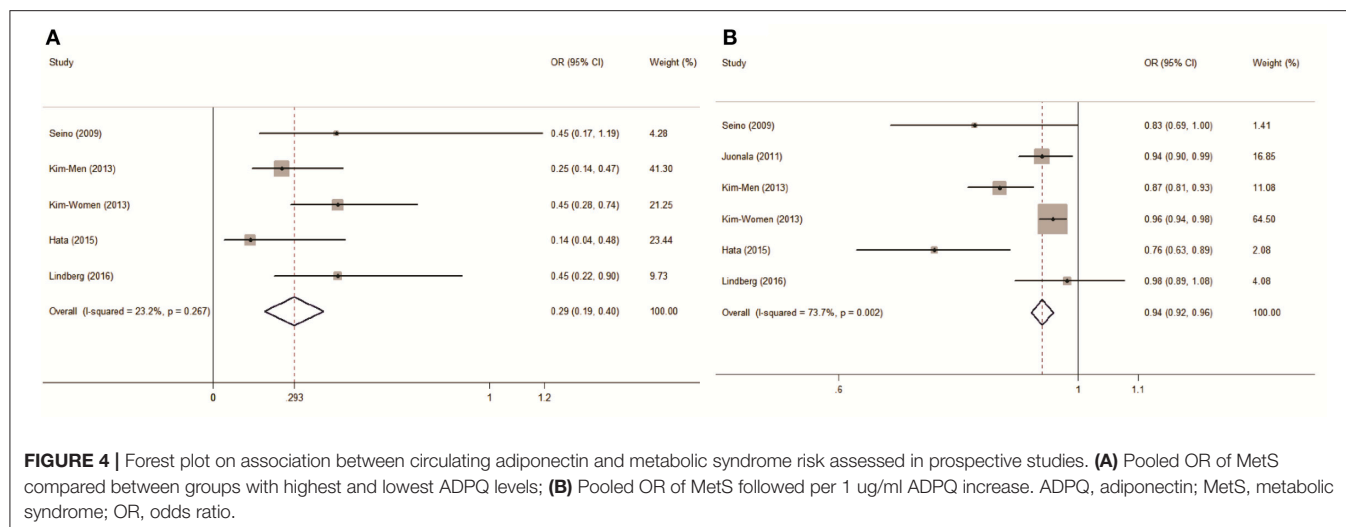 A
Study OR (95% CI) Weight (%)
Seino (2009) 0.45 (0.17, 1.19) 4.28
Kim-Men (2013) 0.25 (0.14, 0.47) 41.30
Kim-Women (2013) 0.45 (0.28, 0.74) 21.25
Hata (2015) 0.14 (0.04, 0.48) 23.44
Lindberg (2016) 0.45 (0.22, 0.90) 9.73
Overall (I-squared = 23.2%, p = 0.267) 0.29 (0.19, 0.40) 100.00
0 .293 1 1.2
B
Study OR (95% CI) Weight (%)
Seino (2009) 0.83 (0.69, 1.00) 1.41
Juonala (2011) 0.94 (0.90, 0.99) 16.85
Kim-Men (2013) 0.87 (0.81, 0.93) 11.08
Kim-Women (2013) 0.96 (0.94, 0.98) 64.50
Hata (2015) 0.76 (0.63, 0.89) 2.08
Lindberg (2016) 0.98 (0.89, 1.08) 4.08
Overall (I-squared = 73.7%, p = 0.002) 0.94 (0.92, 0.96) 100.00
.6 1 1.1
FIGURE 4 | Forest plot on association between circulating adiponectin and metabolic syndrome risk assessed in prospective studies. (A) Pooled OR of MetS
compared between groups with highest and lowest ADPQ levels; (B) Pooled OR of MetS followed per 1 ug/ml ADPQ increase. ADPQ, adiponectin; MetS, metabolic
syndrome; OR, odds ratio.